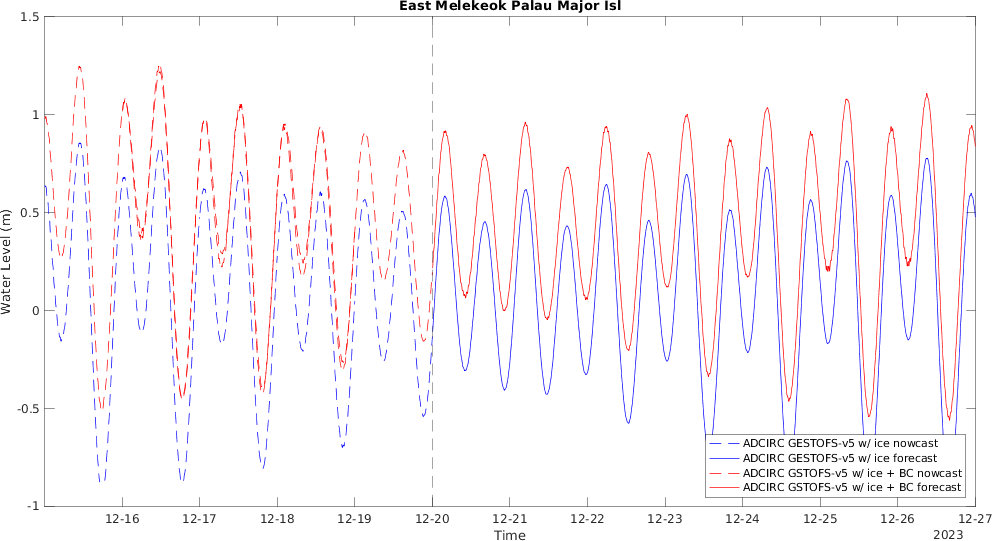 East Melekeok Palau Major Isl
1.5
1
0.5
0
-0.5
-1
Water Level (m)
ADCIRC GESTOFS-v5 w/ ice nowcast
ADCIRC GESTOFS-v5 w/ ice forecast
ADCIRC GSTOFS-v5 w/ ice + BC nowcast
ADCIRC GSTOFS-v5 w/ ice + BC forecast
12-16 12-17 12-18 12-19 12-20 12-21 12-22 12-23 12-24 12-25 12-26 12-27
Time
2023